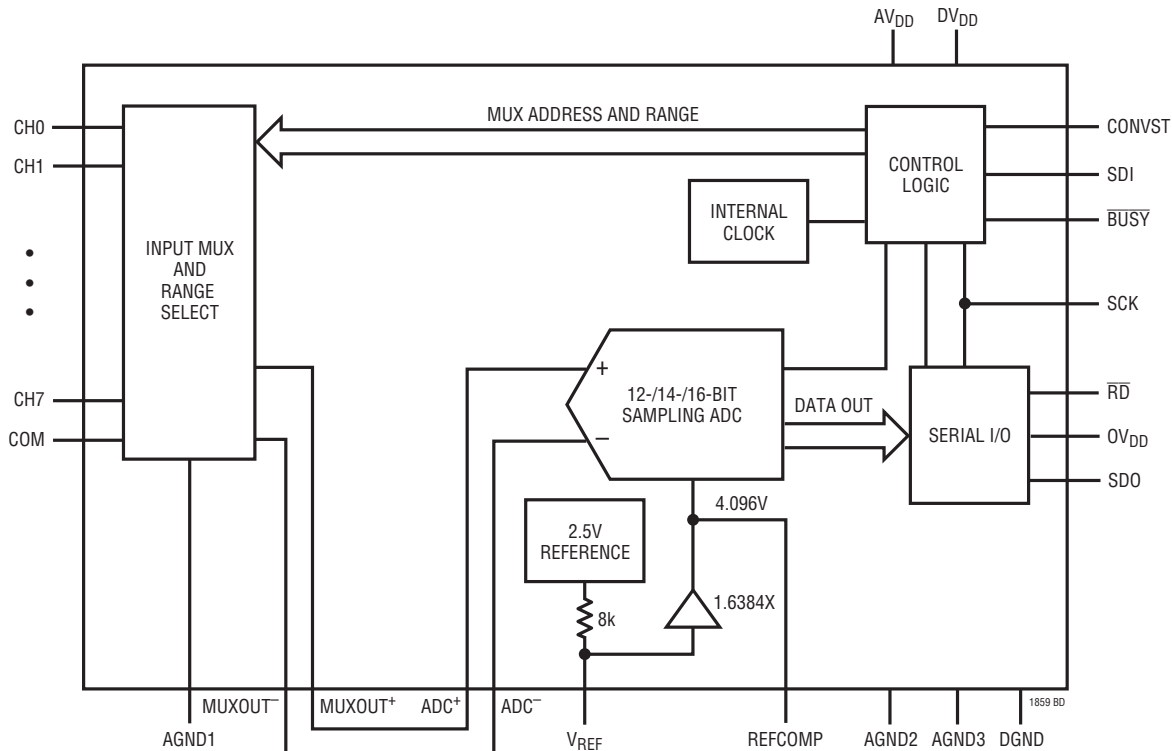 AVDD
DVDD
CH0
CH1
CH7
COM
INPUT MUX
AND
RANGE
SELECT
MUX ADDRESS AND RANGE
CONTROL
LOGIC
INTERNAL
CLOCK
CONVST
SDI
BUSY
SCK
RD
OVDD
SDO
+
−
12-/14-/16-BIT
SAMPLING ADC
DATA OUT
SERIAL I/O
4.096V
2.5V
REFERENCE
8k
1.6384X
MUXOUT−
MUXOUT+
ADC+
ADC−
1859 BD
AGND1
VREF
REFCOMP
AGND2
AGND3
DGND